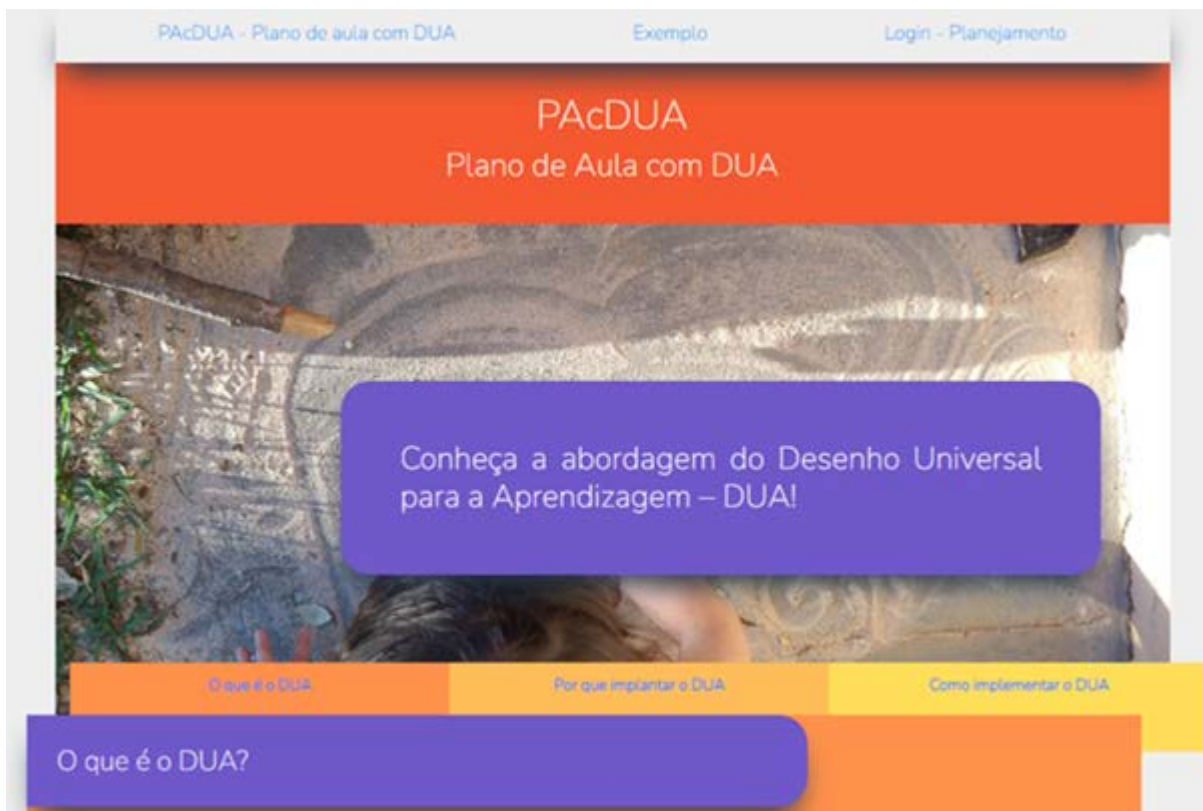 PAcDUA - Plano de aula com DUA
Exemplo
Login - Planejamento
PAcDUA
Plano de Aula com DUA
Conheça a abordagem do Desenho Universal
para a Aprendizagem – DUA!
O que é o DUA
Por que implantar o DUA
Como implementar o DUA
O que é o DUA?